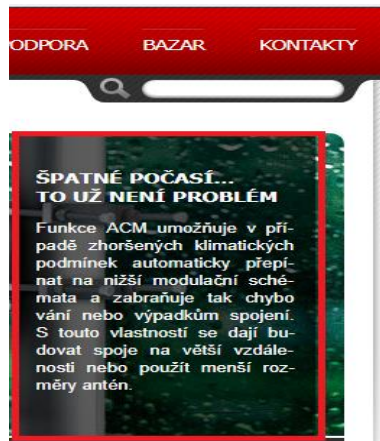 PODPORA BAZAR KONTAKTY
ŠPATNÉ POČASÍ...
TO UŽ NENÍ PROBLÉM
Funkce ACM umožňuje v pří-
padě zhoršených klimatických
podmínek automaticky přepí-
nat na nižší modulační sché-
mata a zabraňuje tak chybo
vání nebo výpadkům spojení.
S touto vlastností se dají bu-
dovat spoje na větší vzdále-
nosti nebo použít menší roz-
měry antén.